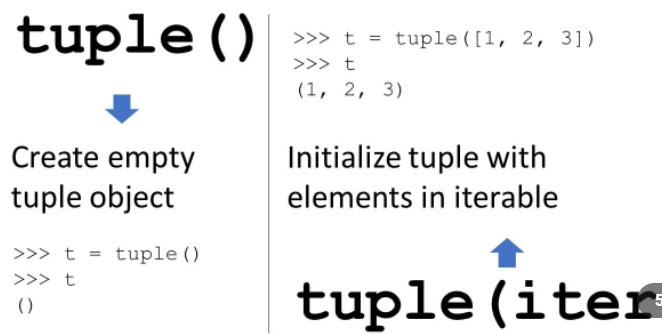 tuple()
Create empty
tuple object
>>> t = tuple()
>>> t
()
>>> t = tuple([1, 2, 3])
>>> t
(1, 2, 3)
Initialize tuple with
elements in iterable
tuple(iter
5